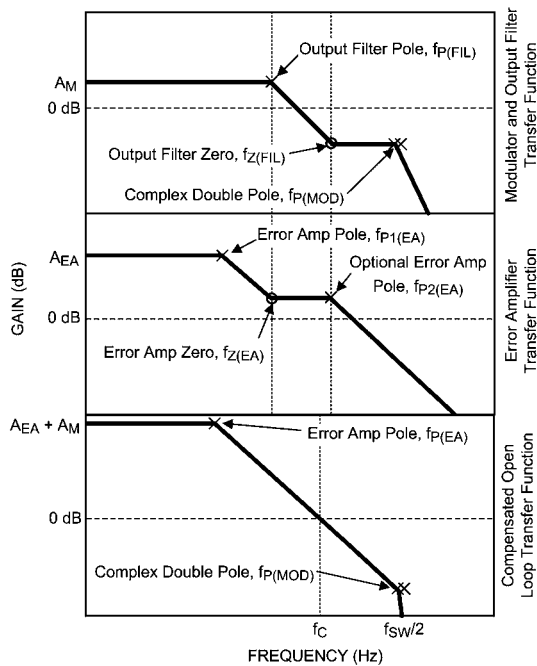 Output Filter Pole, fP(FIL)
AM
0 dB
Output Filter Zero, fZ(FIL)
Complex Double Pole, fP(MOD)
Modulator and Output Filter
Transfer Function
Error Amp Pole, fP1(EA)
AEA
Optional Error Amp
Pole, fP2(EA)
0 dB
Error Amp Zero, fZ(EA)
Error Amplifier
Transfer Function
GAIN (dB)
AEA + AM
Error Amp Pole, fP(EA)
0 dB
Complex Double Pole, fP(MOD)
Compensated Open
Loop Transfer Function
fC
fSW/2
FREQUENCY (Hz)